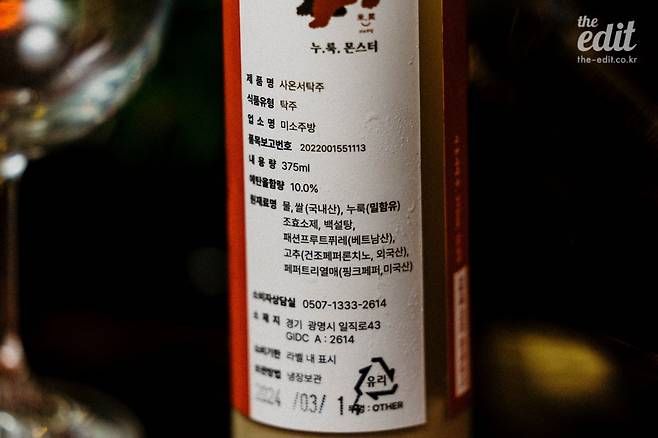 the
edit
the-edit.co.kr
누.룩.몬스터
제 품 명 사온서탁주
식품유형 탁주
업 소 명 미소주방
품목보고번호 2022001551113
내 용 량 375ml
에탄올함량 10.0%
원재료명 물,쌀(국내산), 누룩(밀함유)
조효소제, 백설탕,
패션프루트퓌레(베트남산),
고추(건조페퍼론치노, 외국산),
페퍼트리열매(핑크페퍼,미국산)
소비자상담실 0507-1333-2614
소 재 지 경기 광명시 일직로43
GIDC A : 2614
소비기한 라벨 내 표시
보관방법 냉장보관
유리
2024 /03/ 1
: OTHER